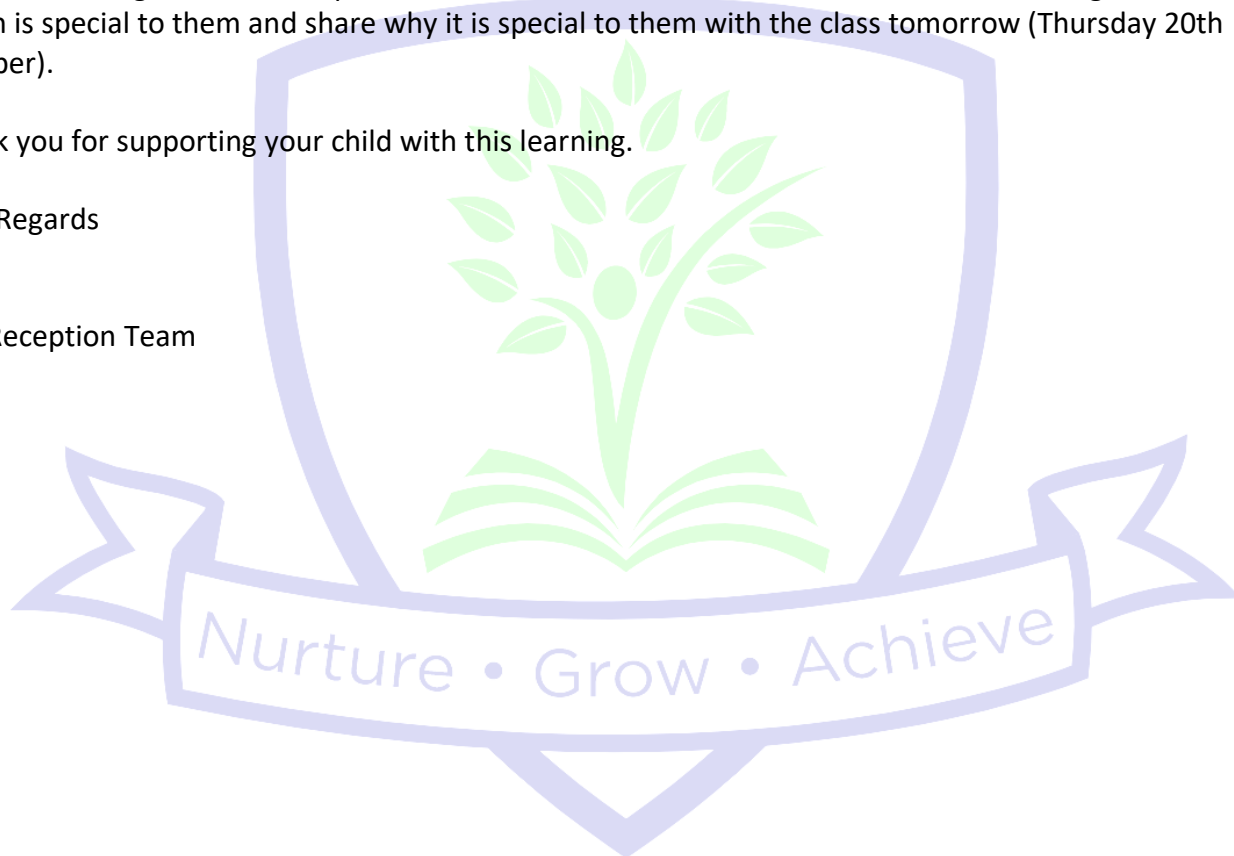 is special to them and share why it is special to them with the class tomorrow (Thursday 20th
you for supporting your child with this learning.
Regards
Reception Team
Nurture • Grow • Achieve